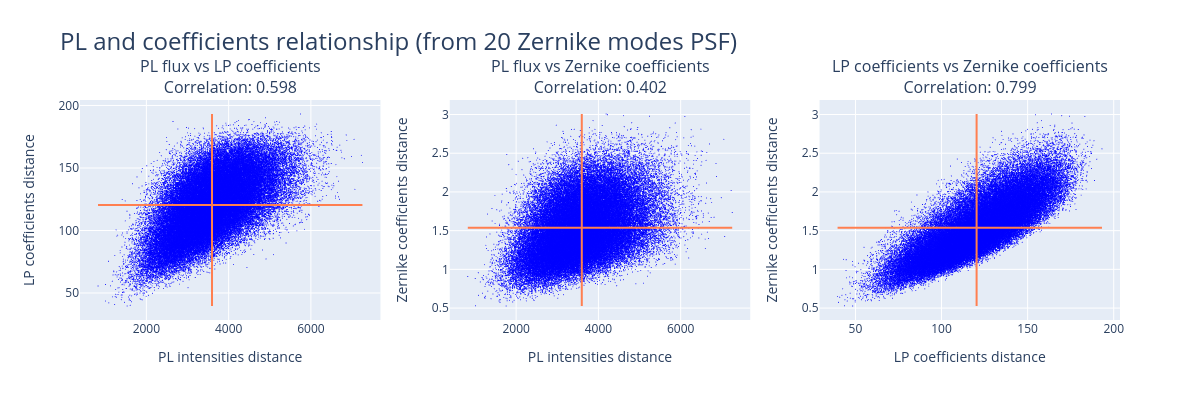 PL and coefficients relationship (from 20 Zernike modes PSF)
PL flux vs LP coefficients
Correlation: 0.598
200
150
100
50
LP coefficients distance
2000
4000
6000
PL intensities distance
PL flux vs Zernike coefficients
Correlation: 0.402
3
2.5
2
1.5
1
0.5
Zernike coefficients distance
2000
4000
6000
PL intensities distance
LP coefficients vs Zernike coefficients
Correlation: 0.799
3
2.5
2
1.5
1
0.5
Zernike coefficients distance
50
100
150
200
LP coefficients distance